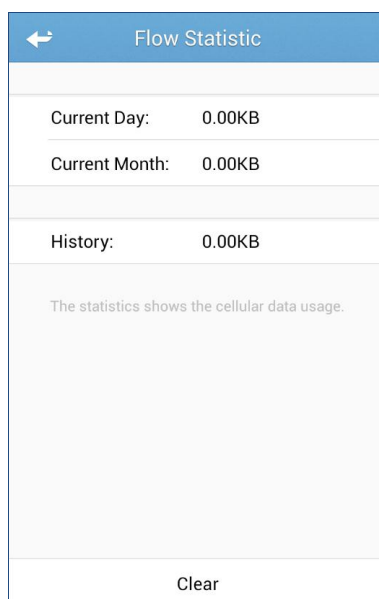 Flow Statistic
Current Day: 0.00KB
Current Month: 0.00KB
History: 0.00KB
The statistics shows the cellular data usage.
Clear